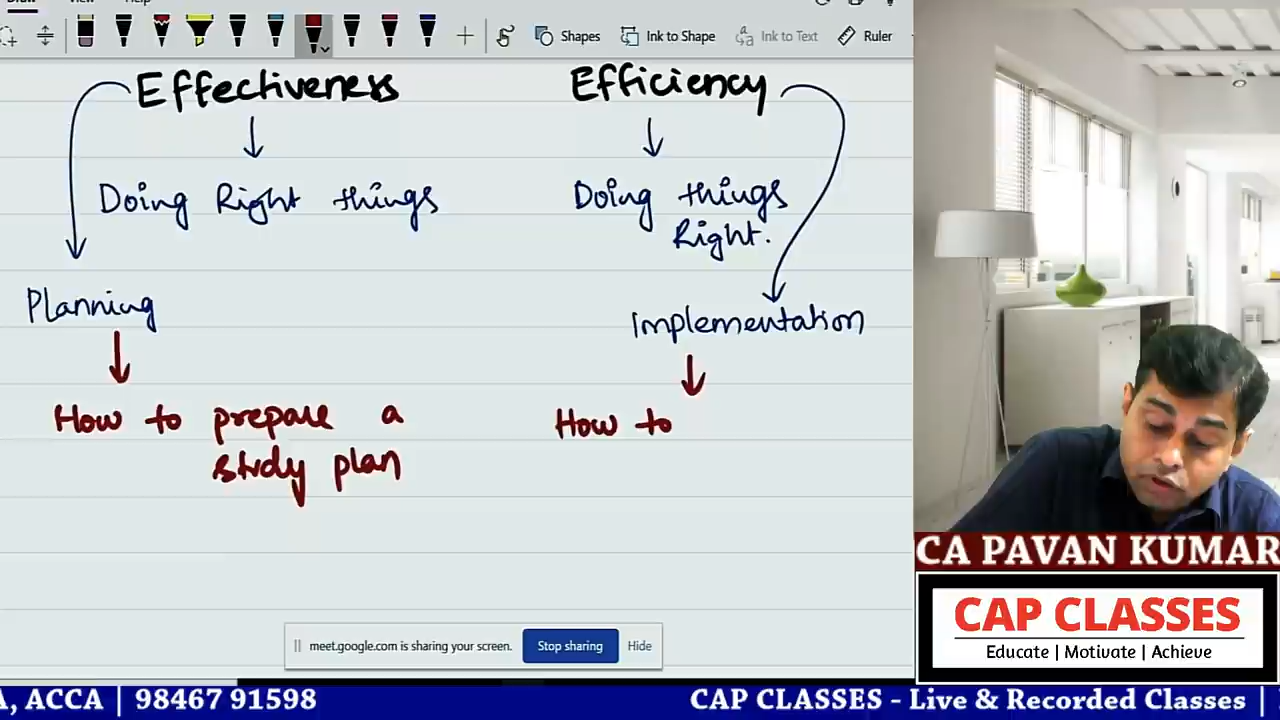 Shapes
Ink to Shape
Ink to Text
Ruler
Effectiveness
Efficiency
Doing Right things
Doing things
Right.
Planning
Implementation
How to prepare a
study plan
How to
meet.google.com is sharing your screen.
Stop sharing
Hide
CA PAVAN KUMAR
CAP CLASSES
Educate | Motivate | Achieve
A, ACCA | 98467 91598
CAP CLASSES - Live & Recorded Classes |